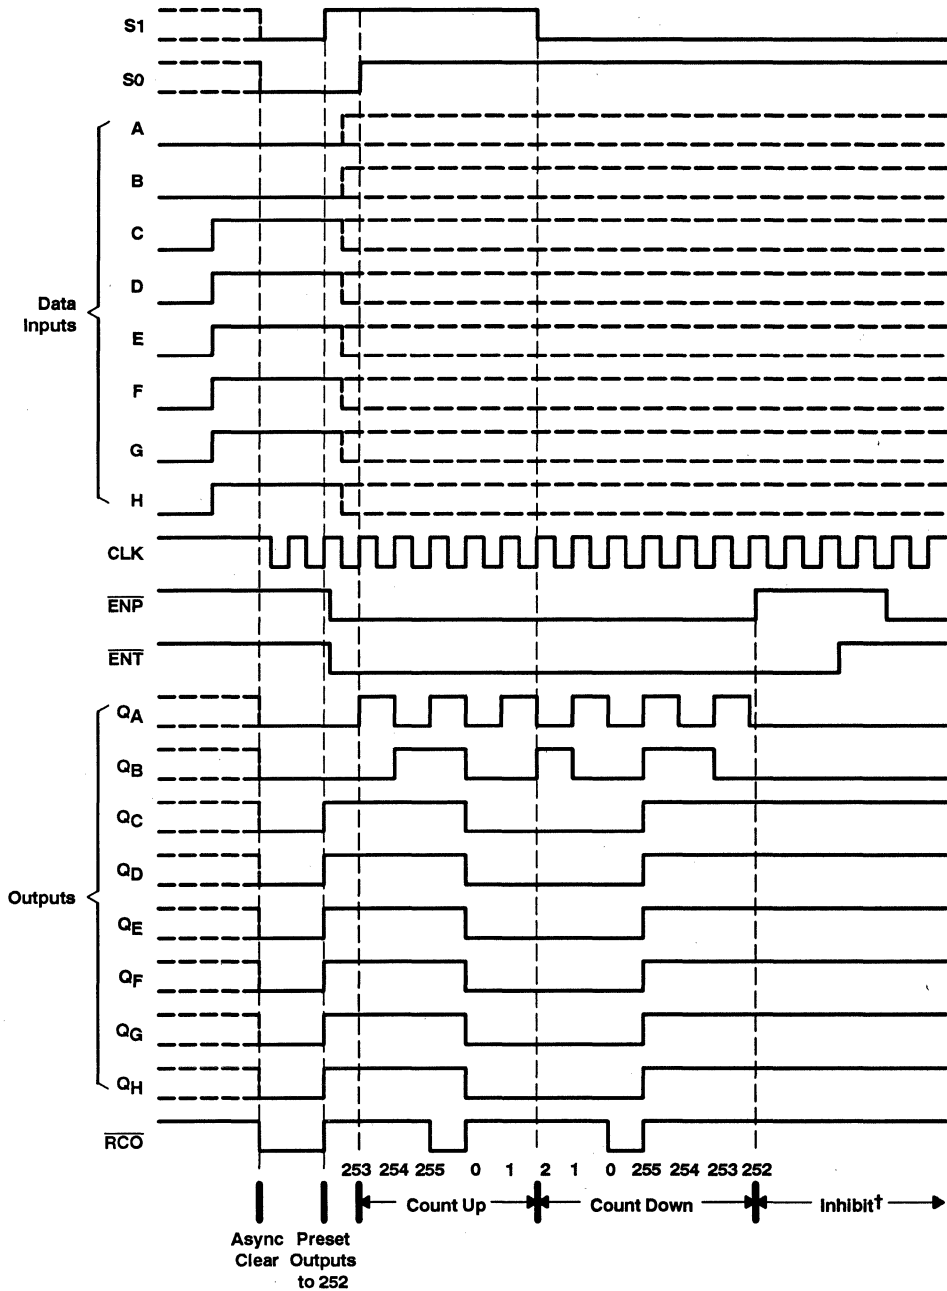 S1
S0
A
B
C
D
E
F
G
H
Data
Inputs
CLK
ENP
ENT
QA
QB
QC
QD
QE
QF
QG
QH
Outputs
RCO
253 254 255 0 1 2 1 0 255 254 253 252
Count Up
Count Down
Inhibit†
Async
Clear
Preset
Outputs
to 252